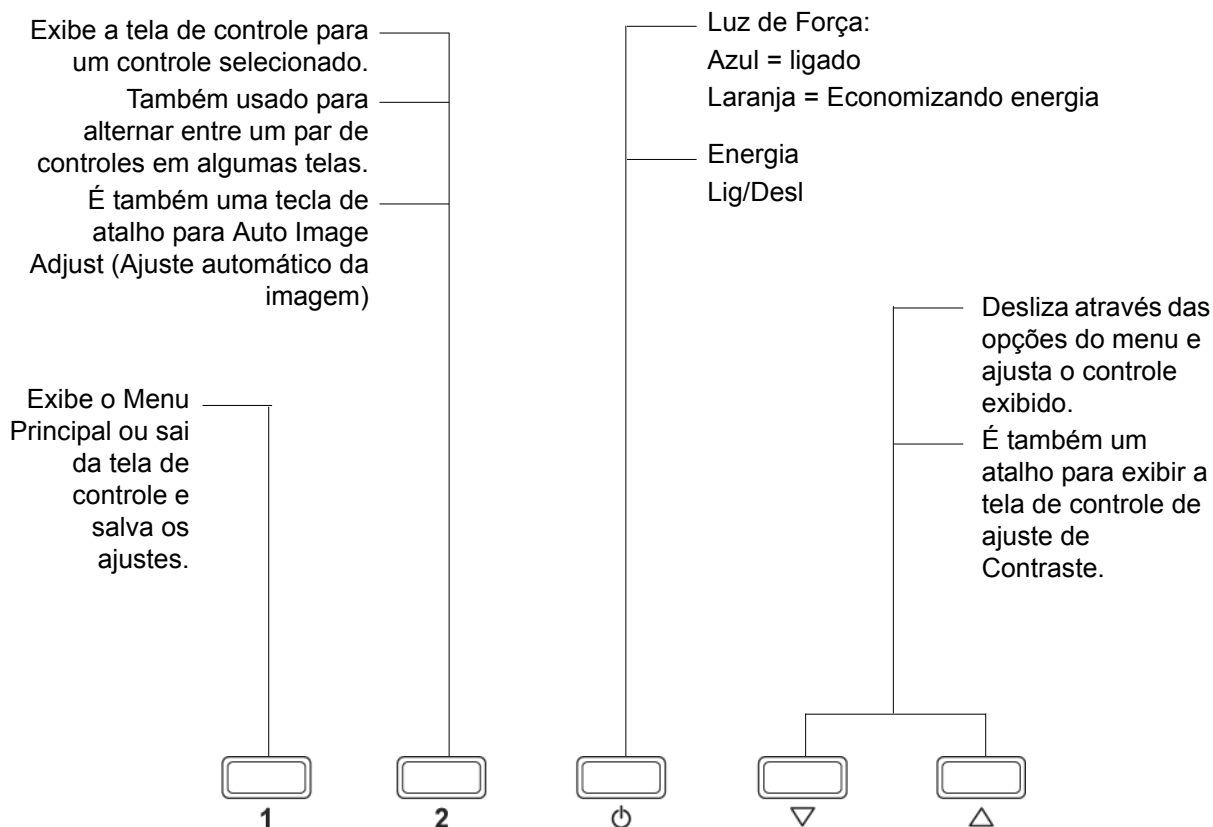 Exibe a tela de controle para
um controle selecionado.
Também usado para
alternar entre um par de
controles em algumas telas.
É também uma tecla de
atalho para Auto Image
Adjust (Ajuste automático da
imagem)
Luz de Força:
Azul = ligado
Laranja = Economizando energia
Energia
Lig/Desl
Exibe o Menu
Principal ou sai
da tela de
controle e
salva os
ajustes.
Desliza através das
opções do menu e
ajusta o controle
exibido.
É também um
atalho para exibir a
tela de controle de
ajuste de
Contraste.
1
2